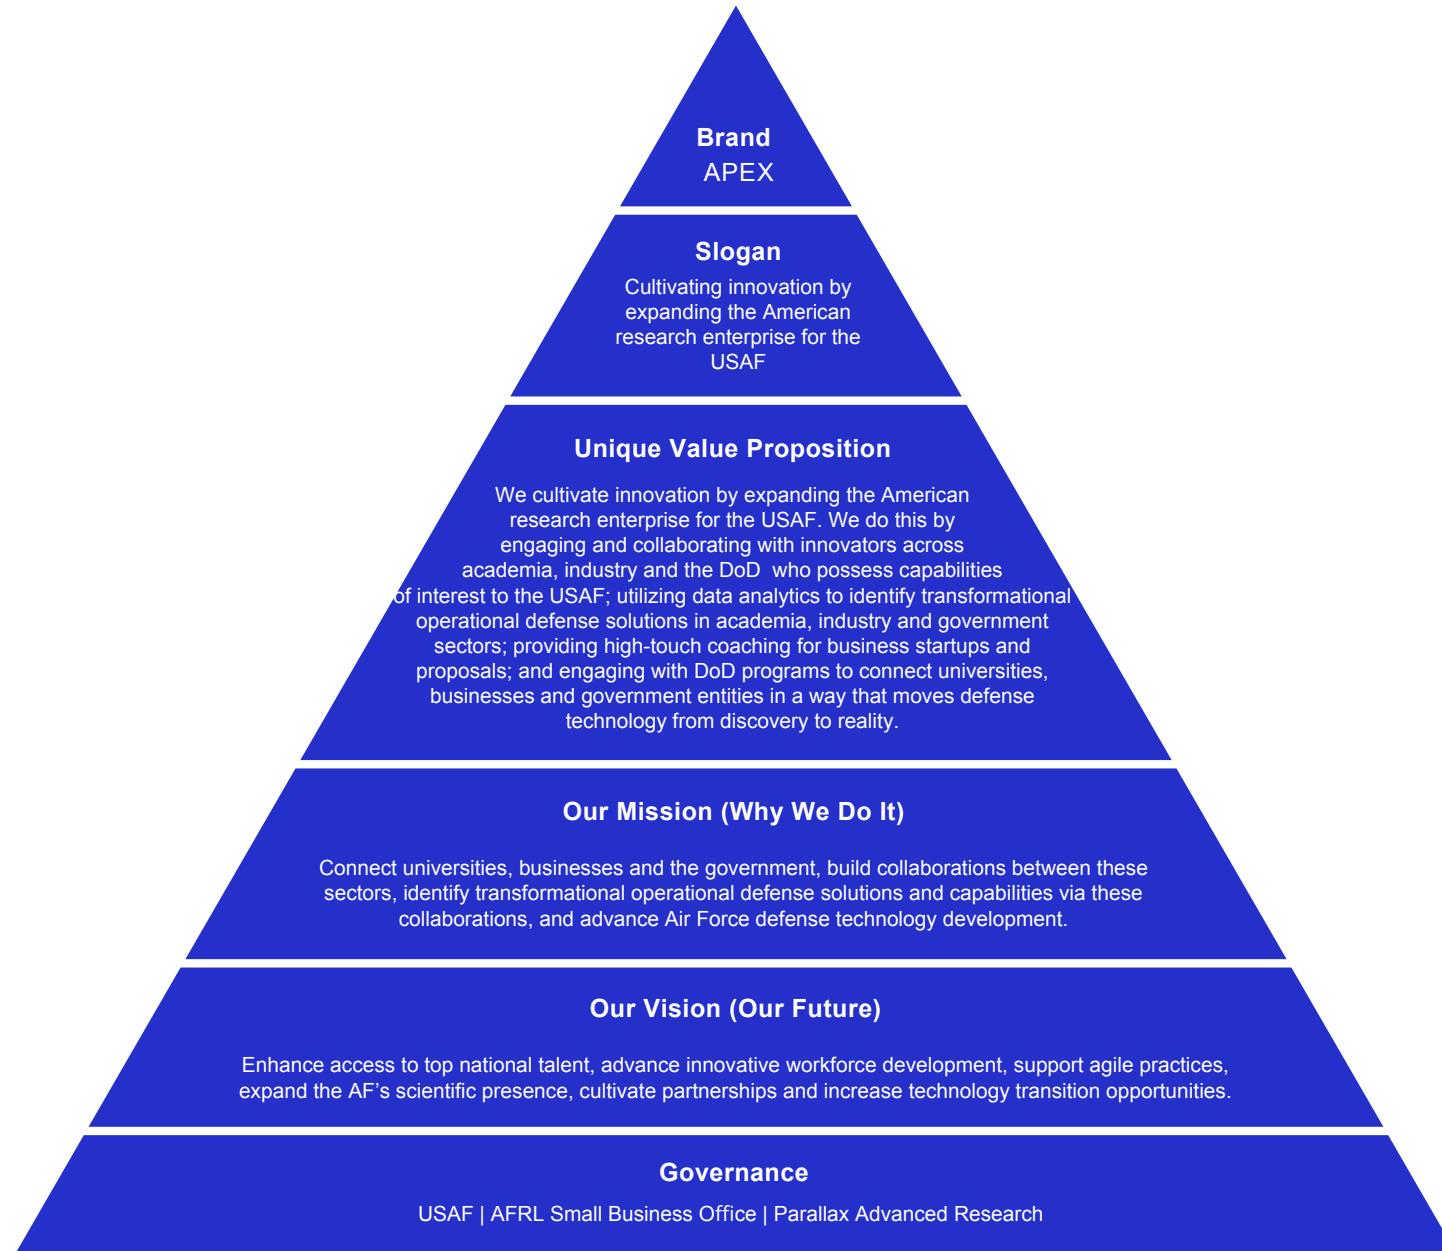 Brand
APEX
Slogan
Cultivating innovation by
expanding the American
research enterprise for the
USAF
Unique Value Proposition
We cultivate innovation by expanding the American
research enterprise for the USAF. We do this by
engaging and collaborating with innovators across
academia, industry and the DoD  who possess capabilities
of interest to the USAF; utilizing data analytics to identify transformational
operational defense solutions in academia, industry and government
sectors; providing high-touch coaching for business startups and
proposals; and engaging with DoD programs to connect universities,
businesses and government entities in a way that moves defense
technology from discovery to reality.
Our Mission (Why We Do It)
Connect universities, businesses and the government, build collaborations between these
sectors, identify transformational operational defense solutions and capabilities via these
collaborations, and advance Air Force defense technology development.
Our Vision (Our Future)
Enhance access to top national talent, advance innovative workforce development, support agile practices,
expand the AF’s scientific presence, cultivate partnerships and increase technology transition opportunities.
Governance
USAF | AFRL Small Business Office | Parallax Advanced Research